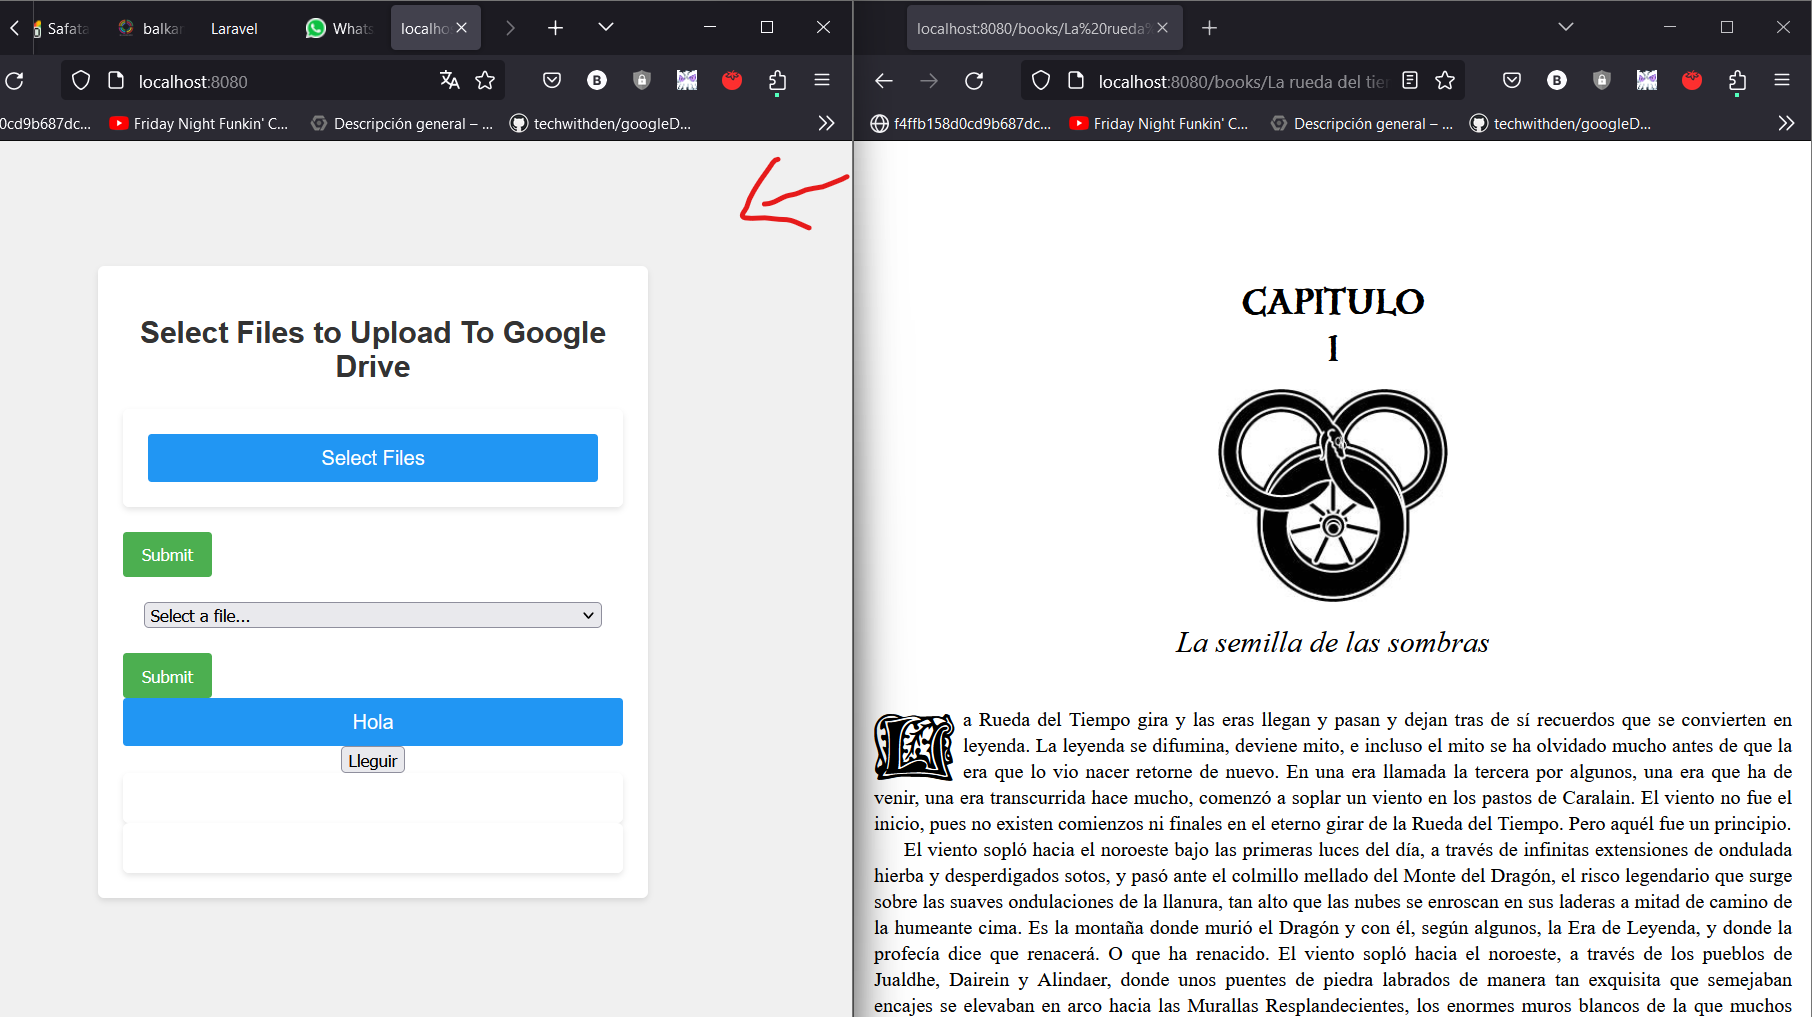 Safata
balkar
Laravel
Whats
localho
localhost:8080
0cd9b687dc...
Friday Night Funkin' C...
Descripción general – ...
techwithden/googleD...
Select Files to Upload To Google
Drive
Select Files
Submit
Select a file...
Submit
Hola
Lleguir
localhost:8080/books/La%20rueda%
localhost:8080/books/La rueda del tie
B
f4ffb158d0cd9b687dc...
Friday Night Funkin' C...
Descripción general – ...
techwithden/googleD...
CAPITULO
1
La semilla de las sombras
La Rueda del Tiempo gira y las eras llegan y pasan y dejan tras de sí recuerdos que se convierten en
leyenda. La leyenda se difumina, deviene mito, e incluso el mito se ha olvidado mucho antes de que la
era que lo vio nacer retorne de nuevo. En una era llamada la tercera por algunos, una era que ha de
venir, una era transcurrida hace mucho, comenzó a soplar un viento en los pastos de Caralain. El viento no fue el
inicio, pues no existen comienzos ni finales en el eterno girar de la Rueda del Tiempo. Pero aquél fue un principio.
El viento sopló hacia el noroeste bajo las primeras luces del día, a través de infinitas extensiones de ondulada
hierba y desperdigados sotos, y pasó ante el colmillo mellado del Monte del Dragón, el risco legendario que surge
sobre las suaves ondulaciones de la llanura, tan alto que las nubes se enroscan en sus laderas a mitad de camino de
la humeante cima. Es la montaña donde murió el Dragón y con él, según algunos, la Era de Leyenda, y donde la
profecía dice que renacerá. O que ha renacido. El viento sopló hacia el noroeste, a través de los pueblos de
Jualdhe, Dairein y Alindaer, donde unos puentes de piedra labrados de manera tan exquisita que semejaban
encajes se elevaban en arco hacia las Murallas Resplandecientes, los enormes muros blancos de la que muchos